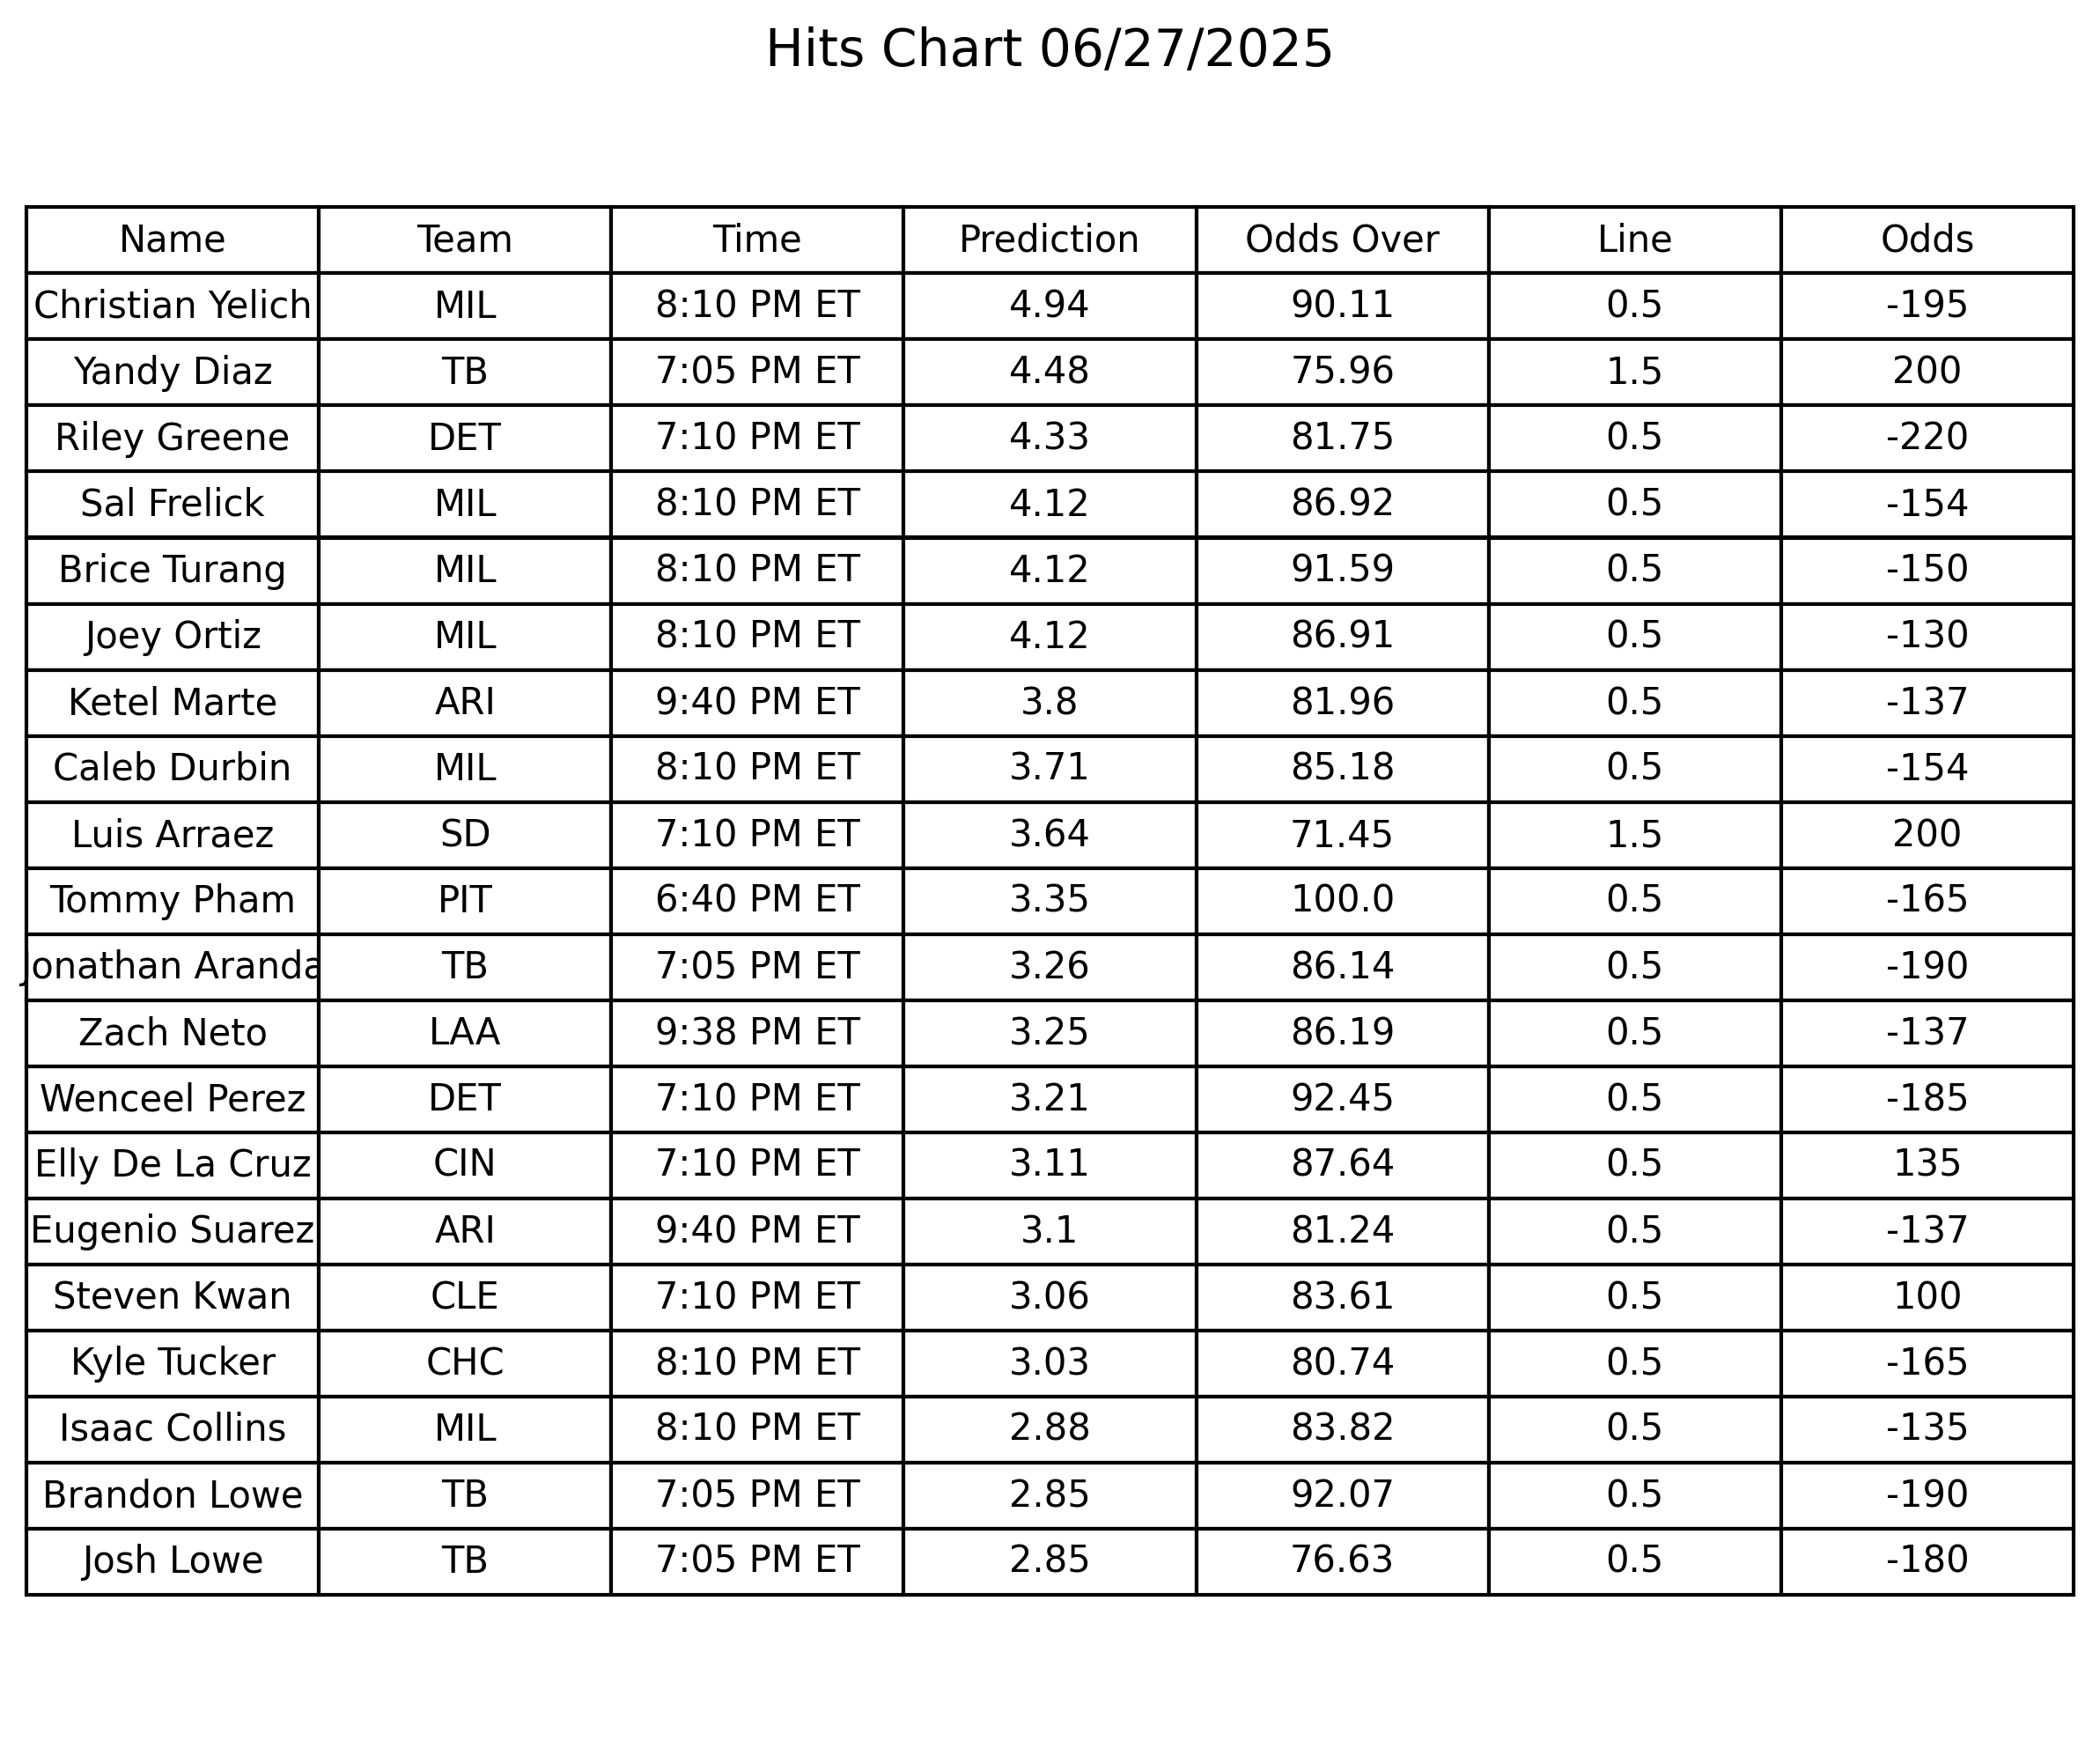 Hits Chart 06/27/2025
Name Team Time Prediction Odds Over Line Odds
Christian Yelich MIL 8:10 PM ET 4.94 90.11 0.5 -195
Yandy Diaz TB 7:05 PM ET 4.48 75.96 1.5 200
Riley Greene DET 7:10 PM ET 4.33 81.75 0.5 -220
Sal Frelick MIL 8:10 PM ET 4.12 86.92 0.5 -154
Brice Turang MIL 8:10 PM ET 4.12 91.59 0.5 -150
Joey Ortiz MIL 8:10 PM ET 4.12 86.91 0.5 -130
Ketel Marte ARI 9:40 PM ET 3.8 81.96 0.5 -137
Caleb Durbin MIL 8:10 PM ET 3.71 85.18 0.5 -154
Luis Arraez SD 7:10 PM ET 3.64 71.45 1.5 200
Tommy Pham PIT 6:40 PM ET 3.35 100.0 0.5 -165
Jonathan Aranda TB 7:05 PM ET 3.26 86.14 0.5 -190
Zach Neto LAA 9:38 PM ET 3.25 86.19 0.5 -137
Wenceel Perez DET 7:10 PM ET 3.21 92.45 0.5 -185
Elly De La Cruz CIN 7:10 PM ET 3.11 87.64 0.5 135
Eugenio Suarez ARI 9:40 PM ET 3.1 81.24 0.5 -137
Steven Kwan CLE 7:10 PM ET 3.06 83.61 0.5 100
Kyle Tucker CHC 8:10 PM ET 3.03 80.74 0.5 -165
Isaac Collins MIL 8:10 PM ET 2.88 83.82 0.5 -135
Brandon Lowe TB 7:05 PM ET 2.85 92.07 0.5 -190
Josh Lowe TB 7:05 PM ET 2.85 76.63 0.5 -180